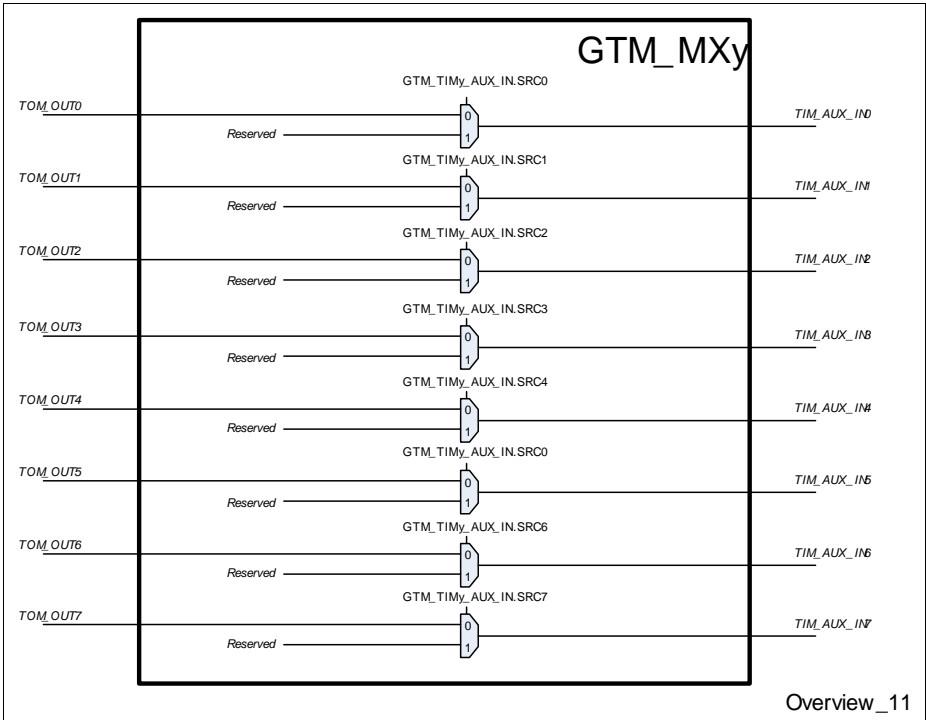 GTM_MXy
GTM_TIMy_AUX_IN.SRC0
TOM_OUT0
0
TIM_AUX_IN0
Reserved
1
GTM_TIMy_AUX_IN.SRC1
TOM_OUT1
0
TIM_AUX_IN1
Reserved
1
GTM_TIMy_AUX_IN.SRC2
TOM_OUT2
0
TIM_AUX_IN2
Reserved
1
GTM_TIMy_AUX_IN.SRC3
TOM_OUT3
0
TIM_AUX_IN3
Reserved
1
GTM_TIMy_AUX_IN.SRC4
TOM_OUT4
0
TIM_AUX_IN4
Reserved
1
GTM_TIMy_AUX_IN.SRC0
TOM_OUT5
0
TIM_AUX_IN5
Reserved
1
GTM_TIMy_AUX_IN.SRC6
TOM_OUT6
0
TIM_AUX_IN6
Reserved
1
GTM_TIMy_AUX_IN.SRC7
TOM_OUT7
0
TIM_AUX_IN7
Reserved
1
Overview_11